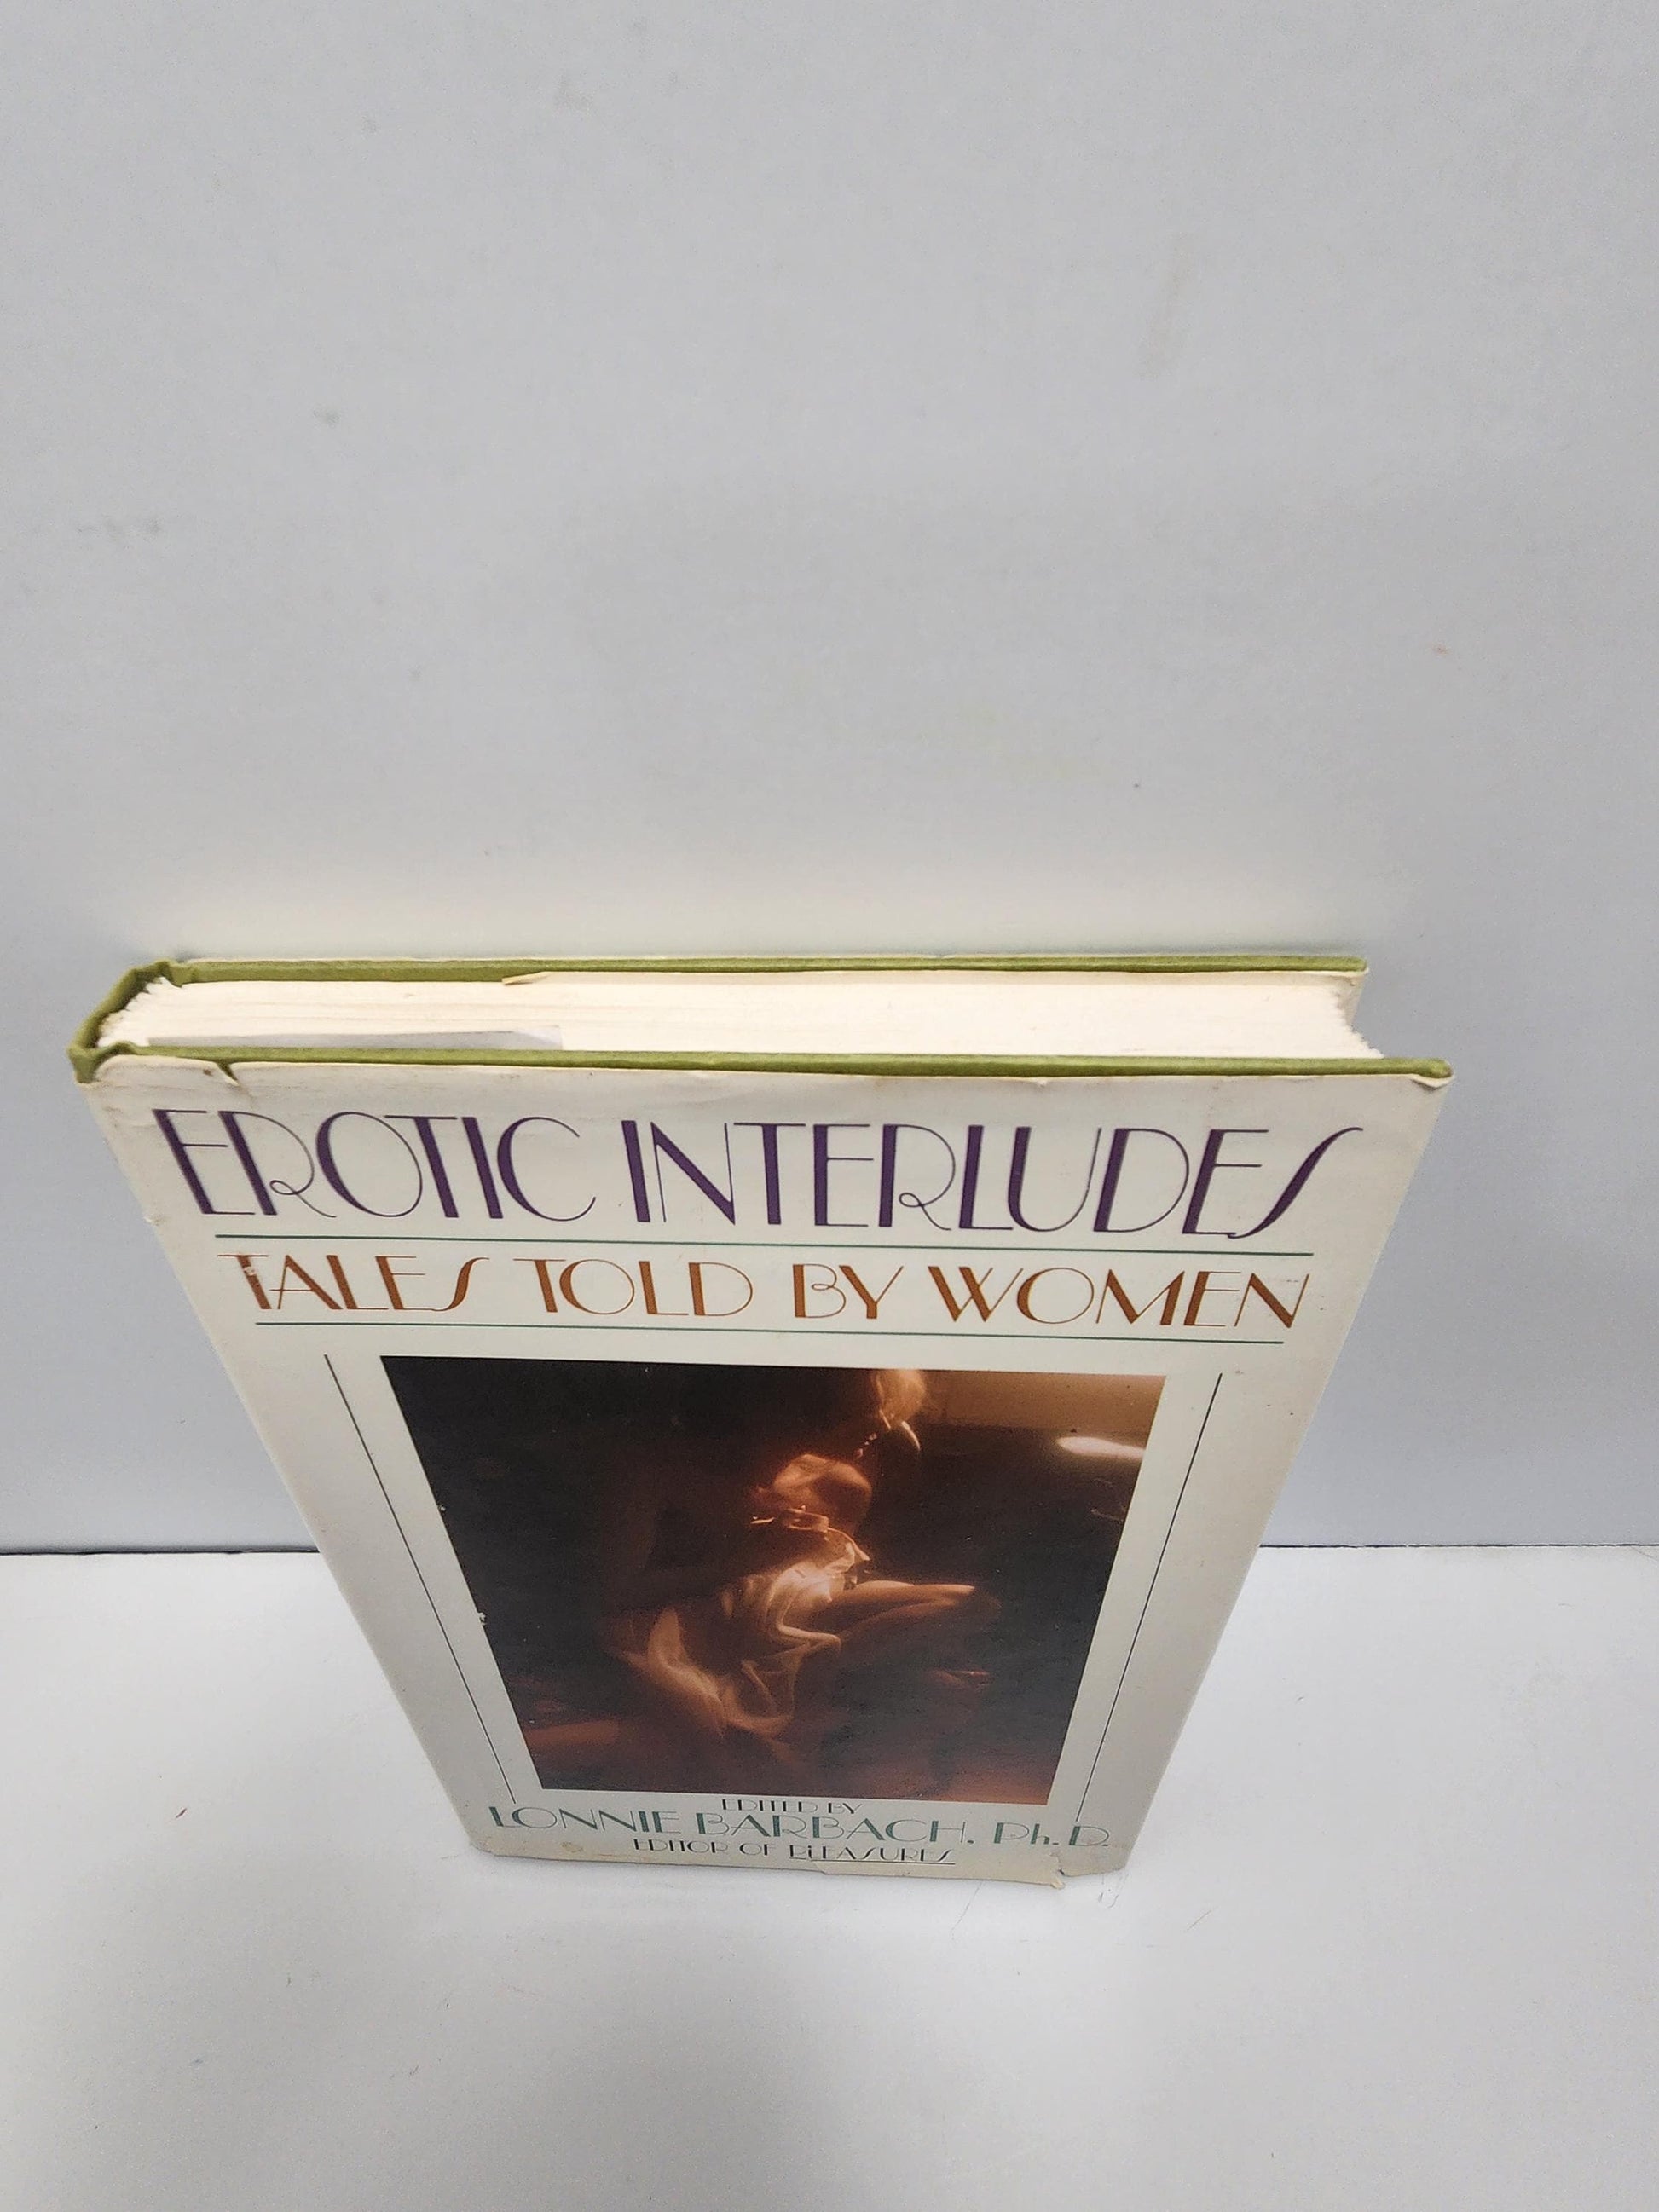 EROTIC INTERLUDES
TALES TOLD BY WOMEN
EDITED BY
LONNIE BARBACH, Ph.D.
EDITOR OF PLEASURES